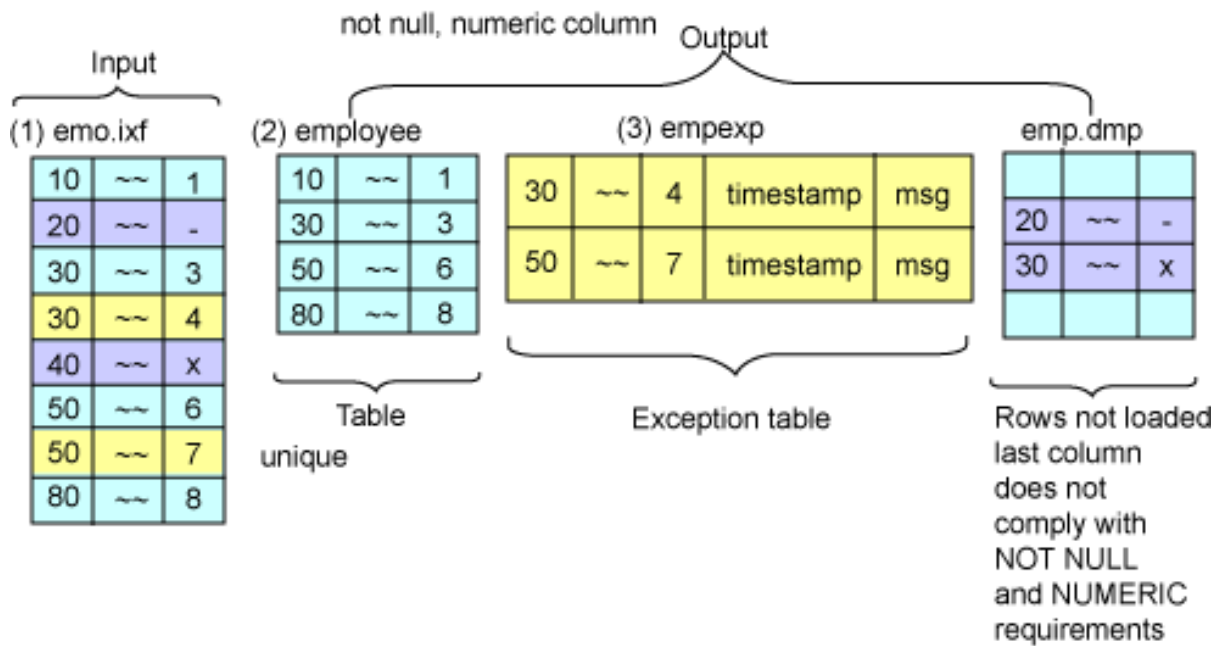 not null, numeric column
Output
Input
(1) emo.ixf
(2) employee
(3) empexp
emp.dmp
10 ~~ 1
20 ~~ -
30 ~~ 3
30 ~~ 4
40 ~~ x
50 ~~ 6
50 ~~ 7
80 ~~ 8
10 ~~ 1
30 ~~ 3
50 ~~ 6
80 ~~ 8
Table
unique
30 ~~ 4 timestamp msg
50 ~~ 7 timestamp msg
Exception table
20 ~~ -
30 ~~ x
Rows not loaded
last column
does not
comply with
NOT NULL
and NUMERIC
requirements